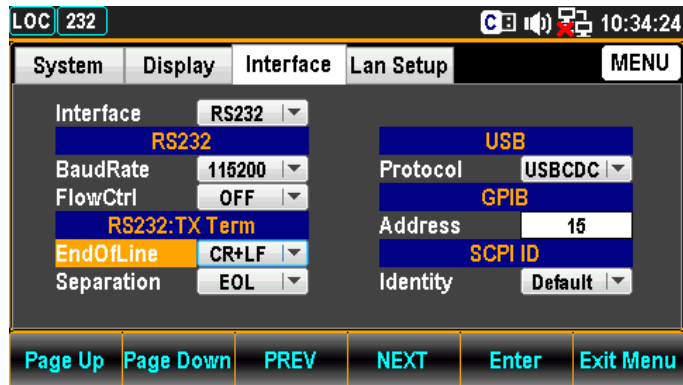 LOC 232 C 10:34:24
System Display Interface Lan Setup MENU
Interface RS232
RS232 USB
BaudRate 115200 Protocol USBCDC
FlowCtrl OFF GPIB
RS232:TX Term Address 15
EndOfLine CR+LF SCPI ID
Separation EOL Identity Default
Page Up Page Down PREV NEXT Enter Exit Menu